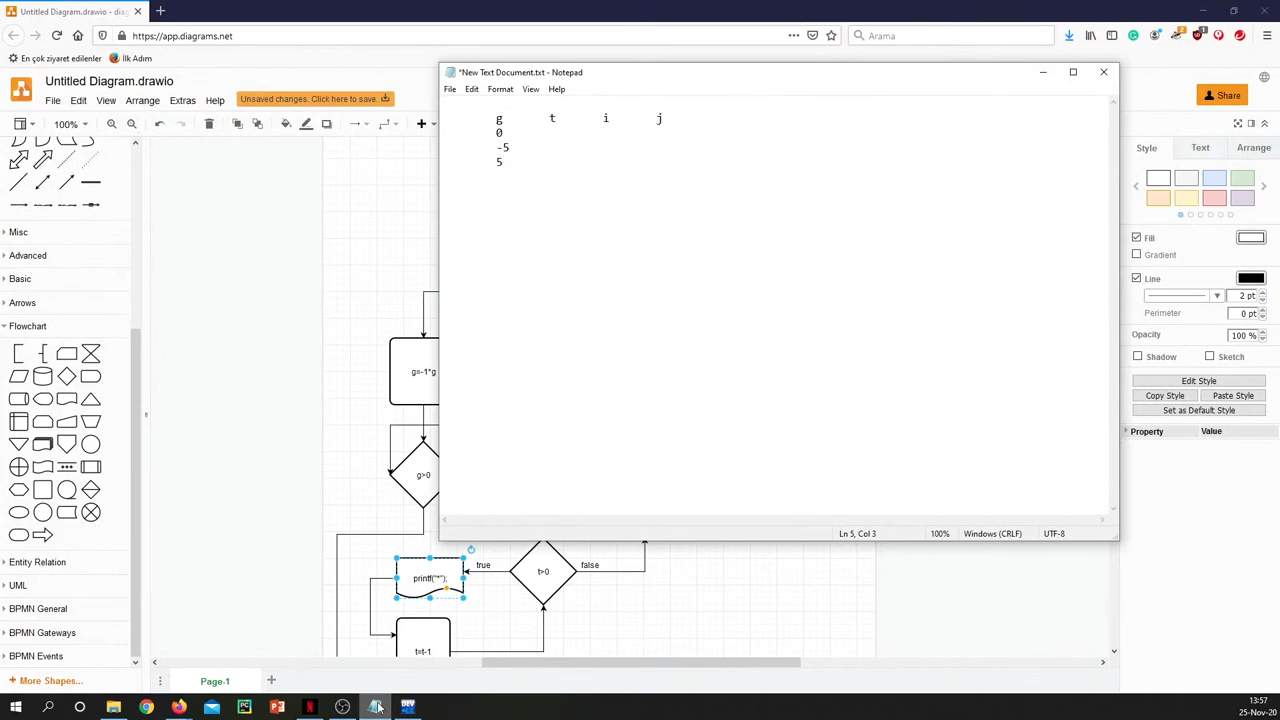 Untitled Diagram.drawio
https://app.diagrams.net
Arama
En çok ziyaret edilenler
İlk Adım
Untitled Diagram.drawio
File Edit View Arrange Extras Help
Unsaved changes. Click here to save.
Share
100%
*New Text Document.txt - Notepad
File Edit Format View Help
g t i j
0
-5
5
Ln 5, Col 3
100%
Windows (CRLF)
UTF-8
Misc
Advanced
Basic
Arrows
Flowchart
Entity Relation
UML
BPMN General
BPMN Gateways
BPMN Events
+ More Shapes...
g=-1*g
g>0
printf("*");
true
t>0
false
t=t-1
Page-1
Style Text Arrange
Fill
Gradient
Line
2 pt
Perimeter
0 pt
Opacity
100 %
Shadow
Sketch
Edit Style
Copy Style
Paste Style
Set as Default Style
Property Value
13:57
25-Nov-20